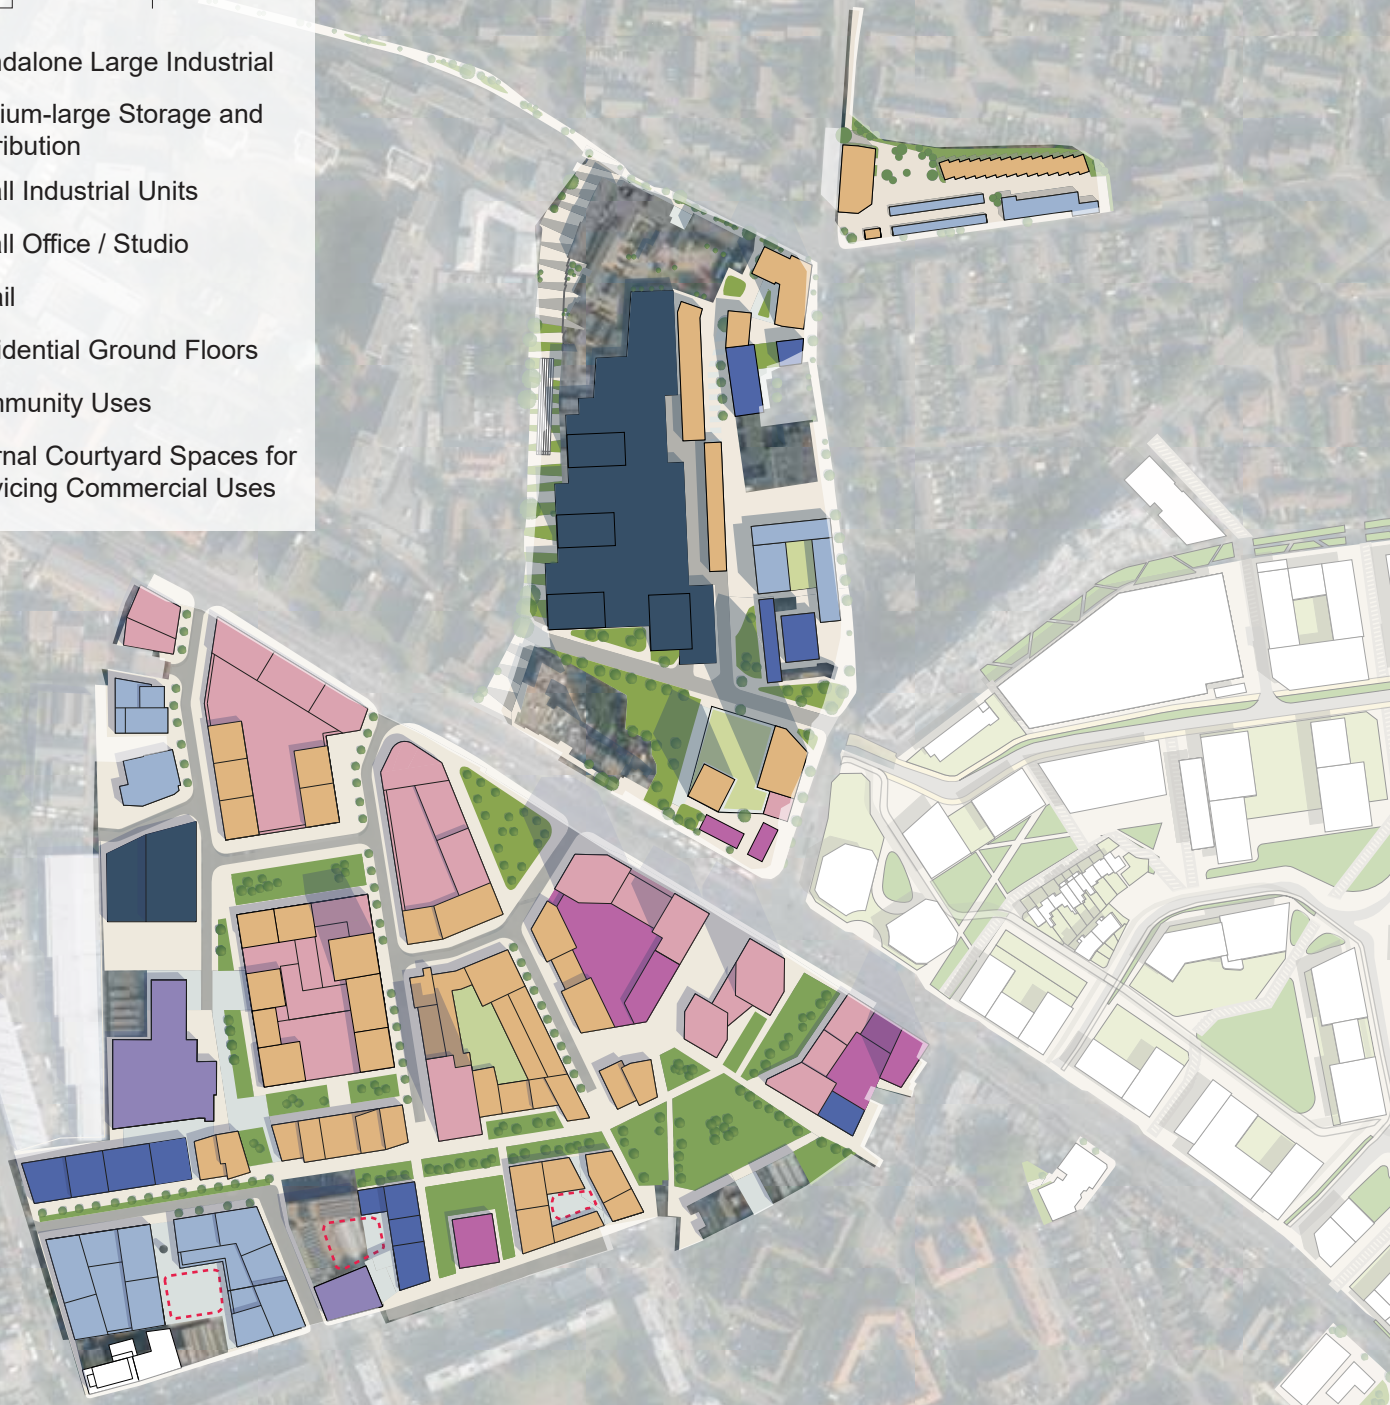 ndalone Large Industrial
ium-large Storage and
ribution
all Industrial Units
all Office / Studio
ail
idential Ground Floors
nmunity Uses
rnal Courtyard Spaces for
vicing Commercial Uses